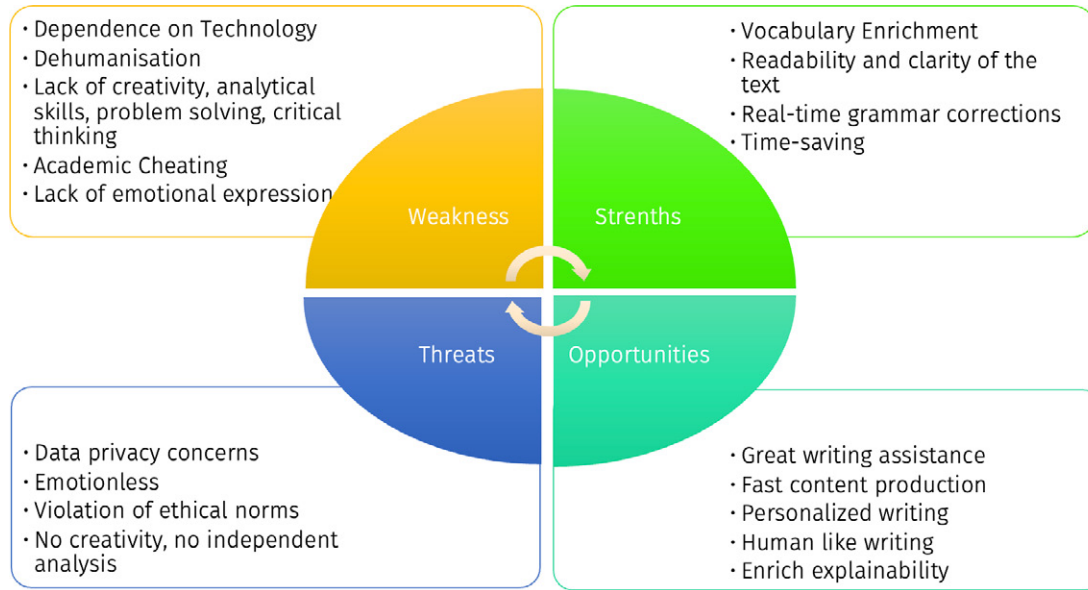 · Dependence on Technology
· Dehumanisation
· Lack of creativity, analytical
skills, problem solving, critical
thinking
· Academic Cheating
· Lack of emotional expression
Weakness
· Vocabulary Enrichment
· Readability and clarity of the
text
· Real-time grammar corrections
· Time-saving
Strenths
Threats
· Data privacy concerns
· Emotionless
· Violation of ethical norms
· No creativity, no independent
analysis
Opportunities
· Great writing assistance
· Fast content production
· Personalized writing
· Human like writing
· Enrich explainability